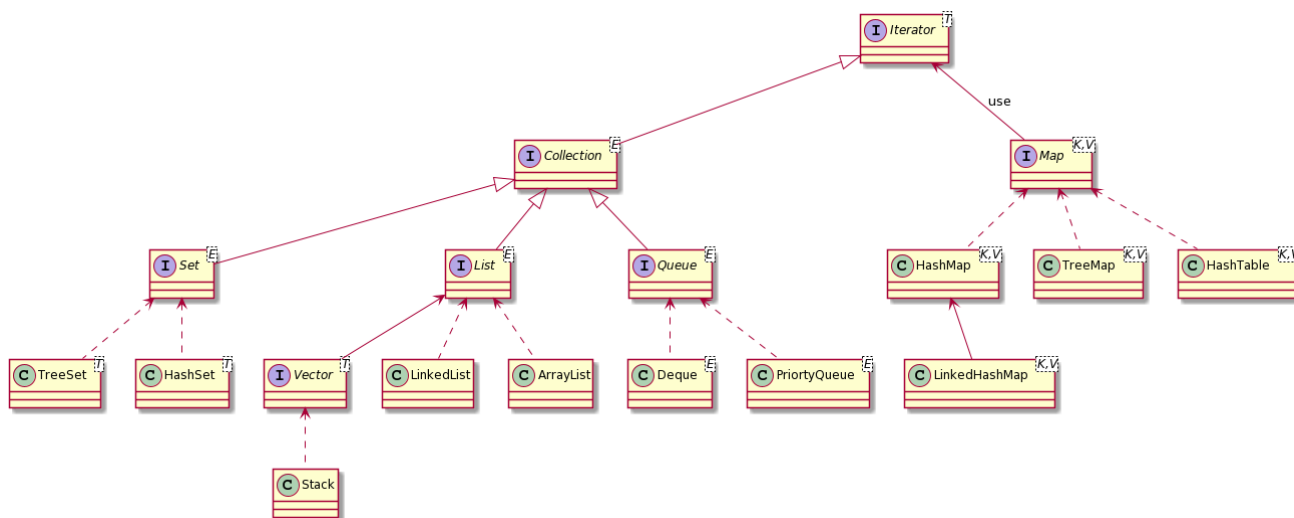 I Iterator T
use
I Collection E
I Map K,V
I Set E
I List E
I Queue E
C HashMap K,V
C TreeMap K,V
C HashTable K,V
C TreeSet T
C HashSet T
I Vector T
C LinkedList
C ArrayList
C Deque E
C PriortyQueue E
C LinkedHashMap K,V
C Stack